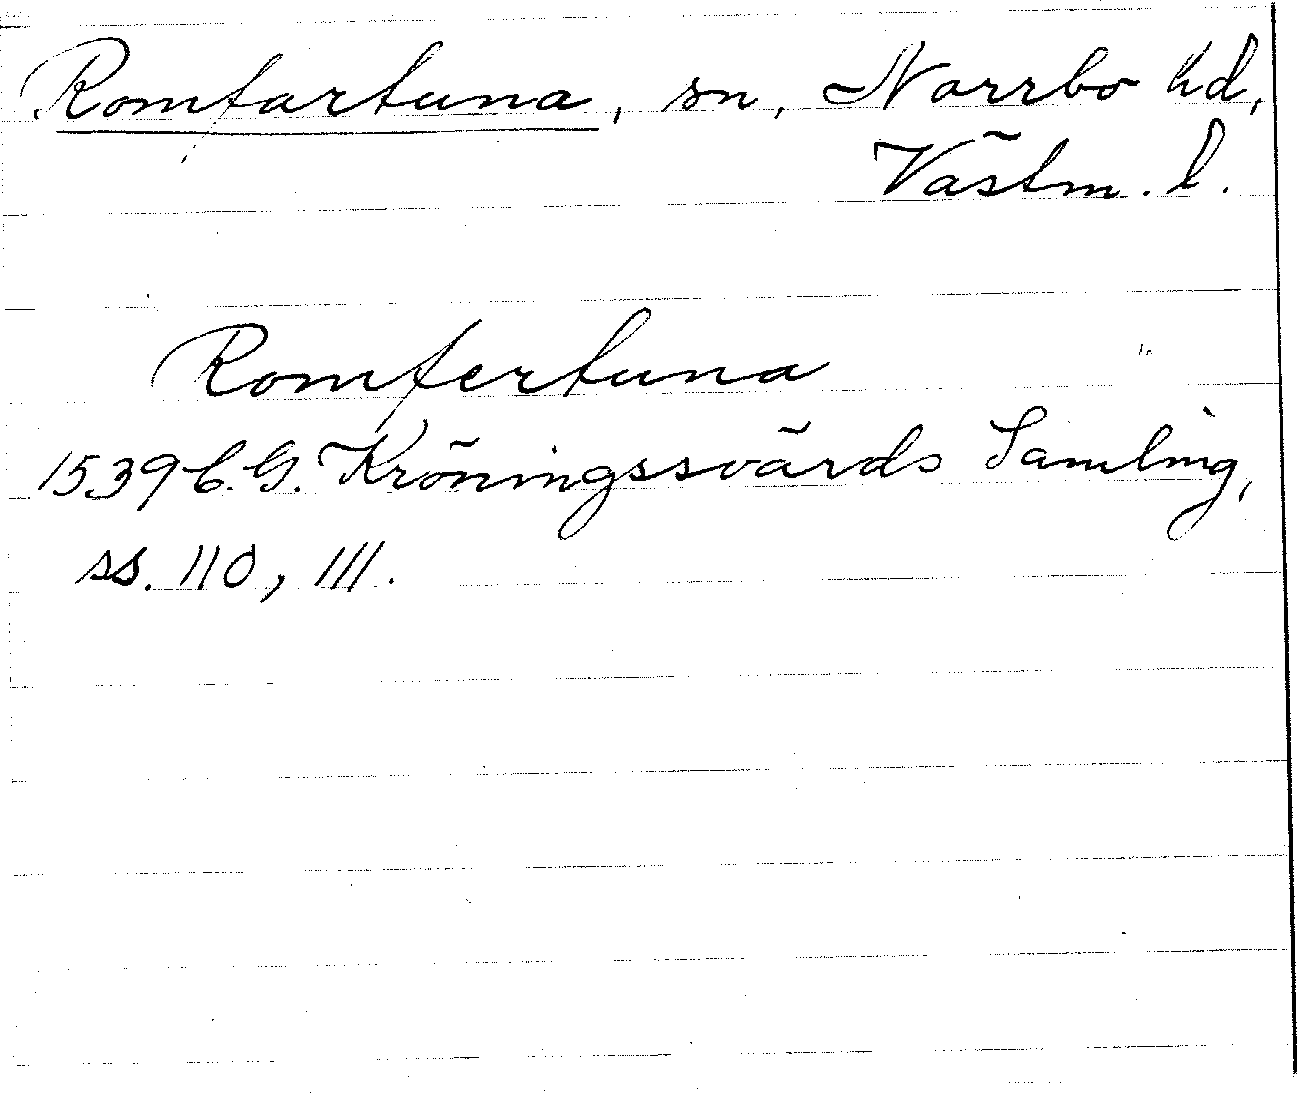 Romfartuna, sn, Norrbo hd,
Västm. l.
Romfertuna
1539 C. G. Kröningssvärds Samling,
ss. 110, 111.